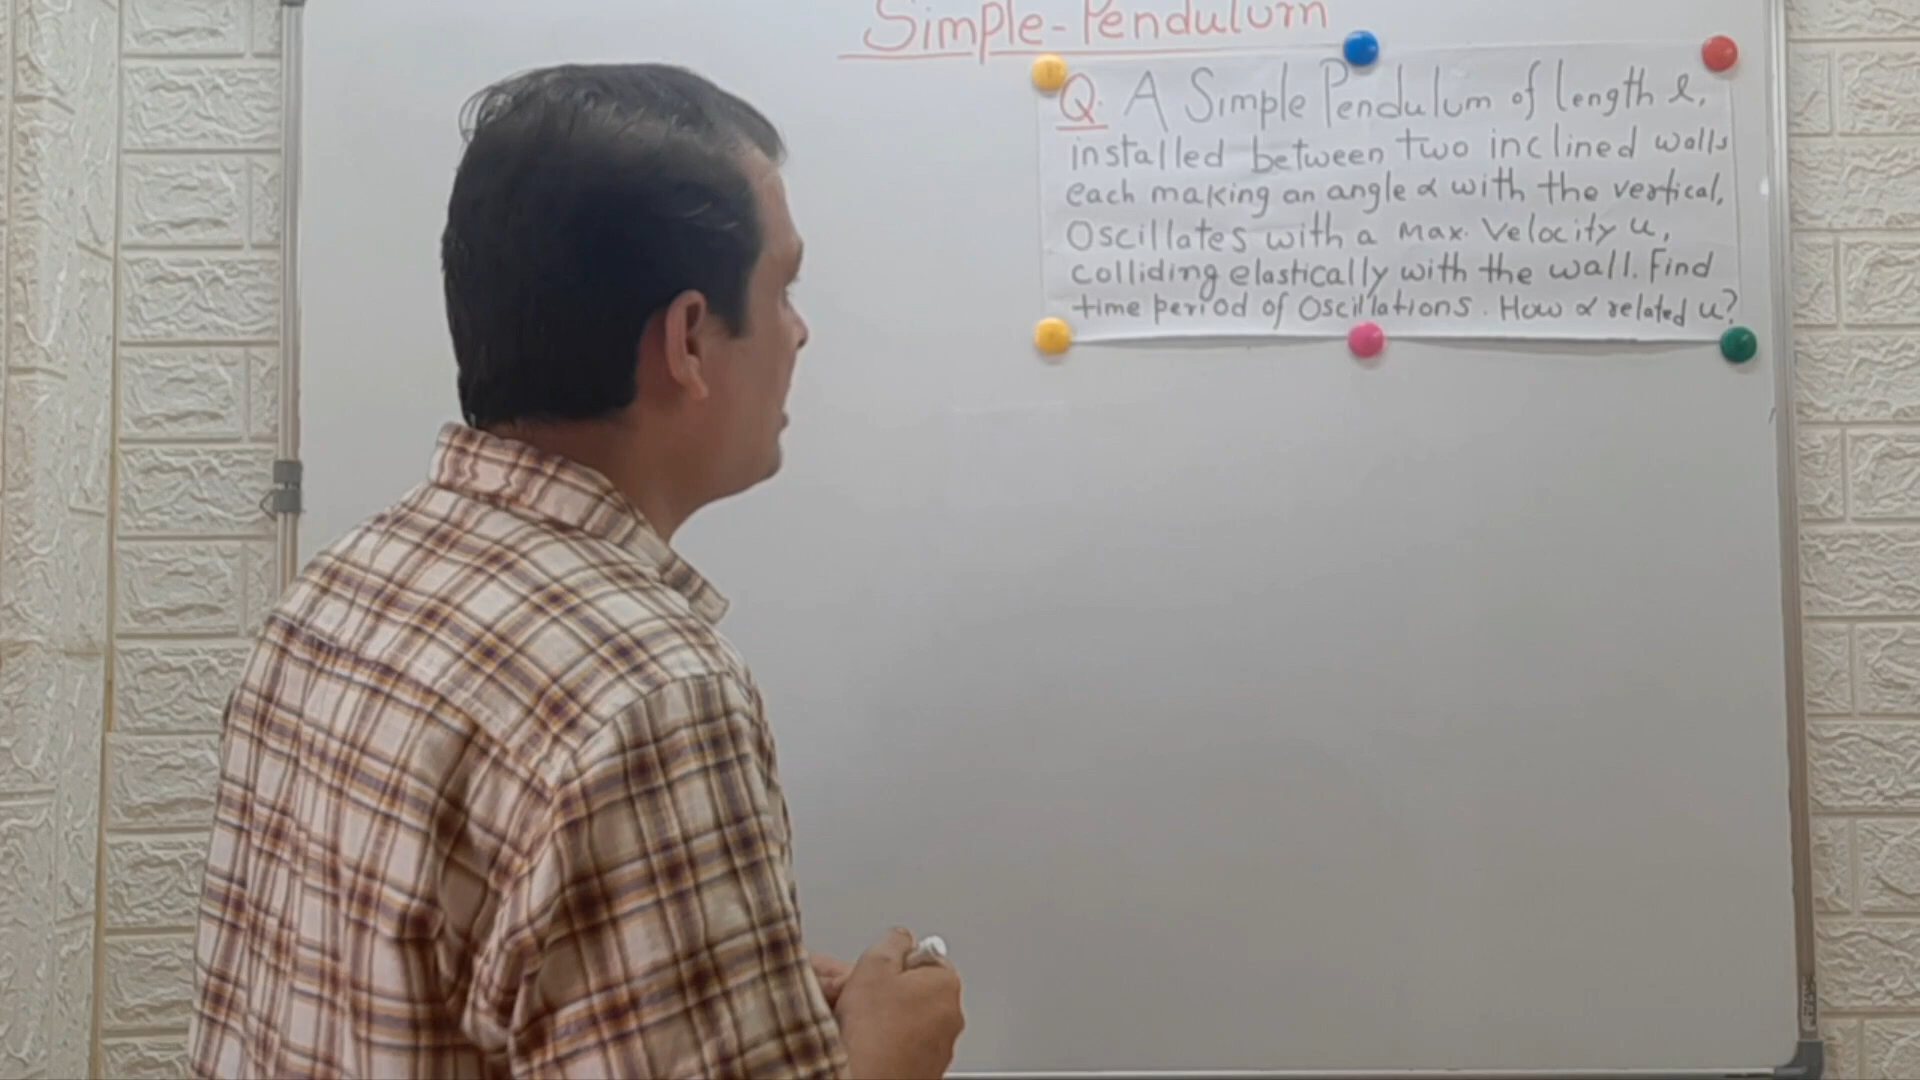 Simple-Pendulum
Q. A Simple Pendulum of length l,
installed between two inclined walls
each making an angle α with the vertical,
Oscillates with a max. velocity u,
colliding elastically with the wall. Find
time period of oscillations. How α related u?